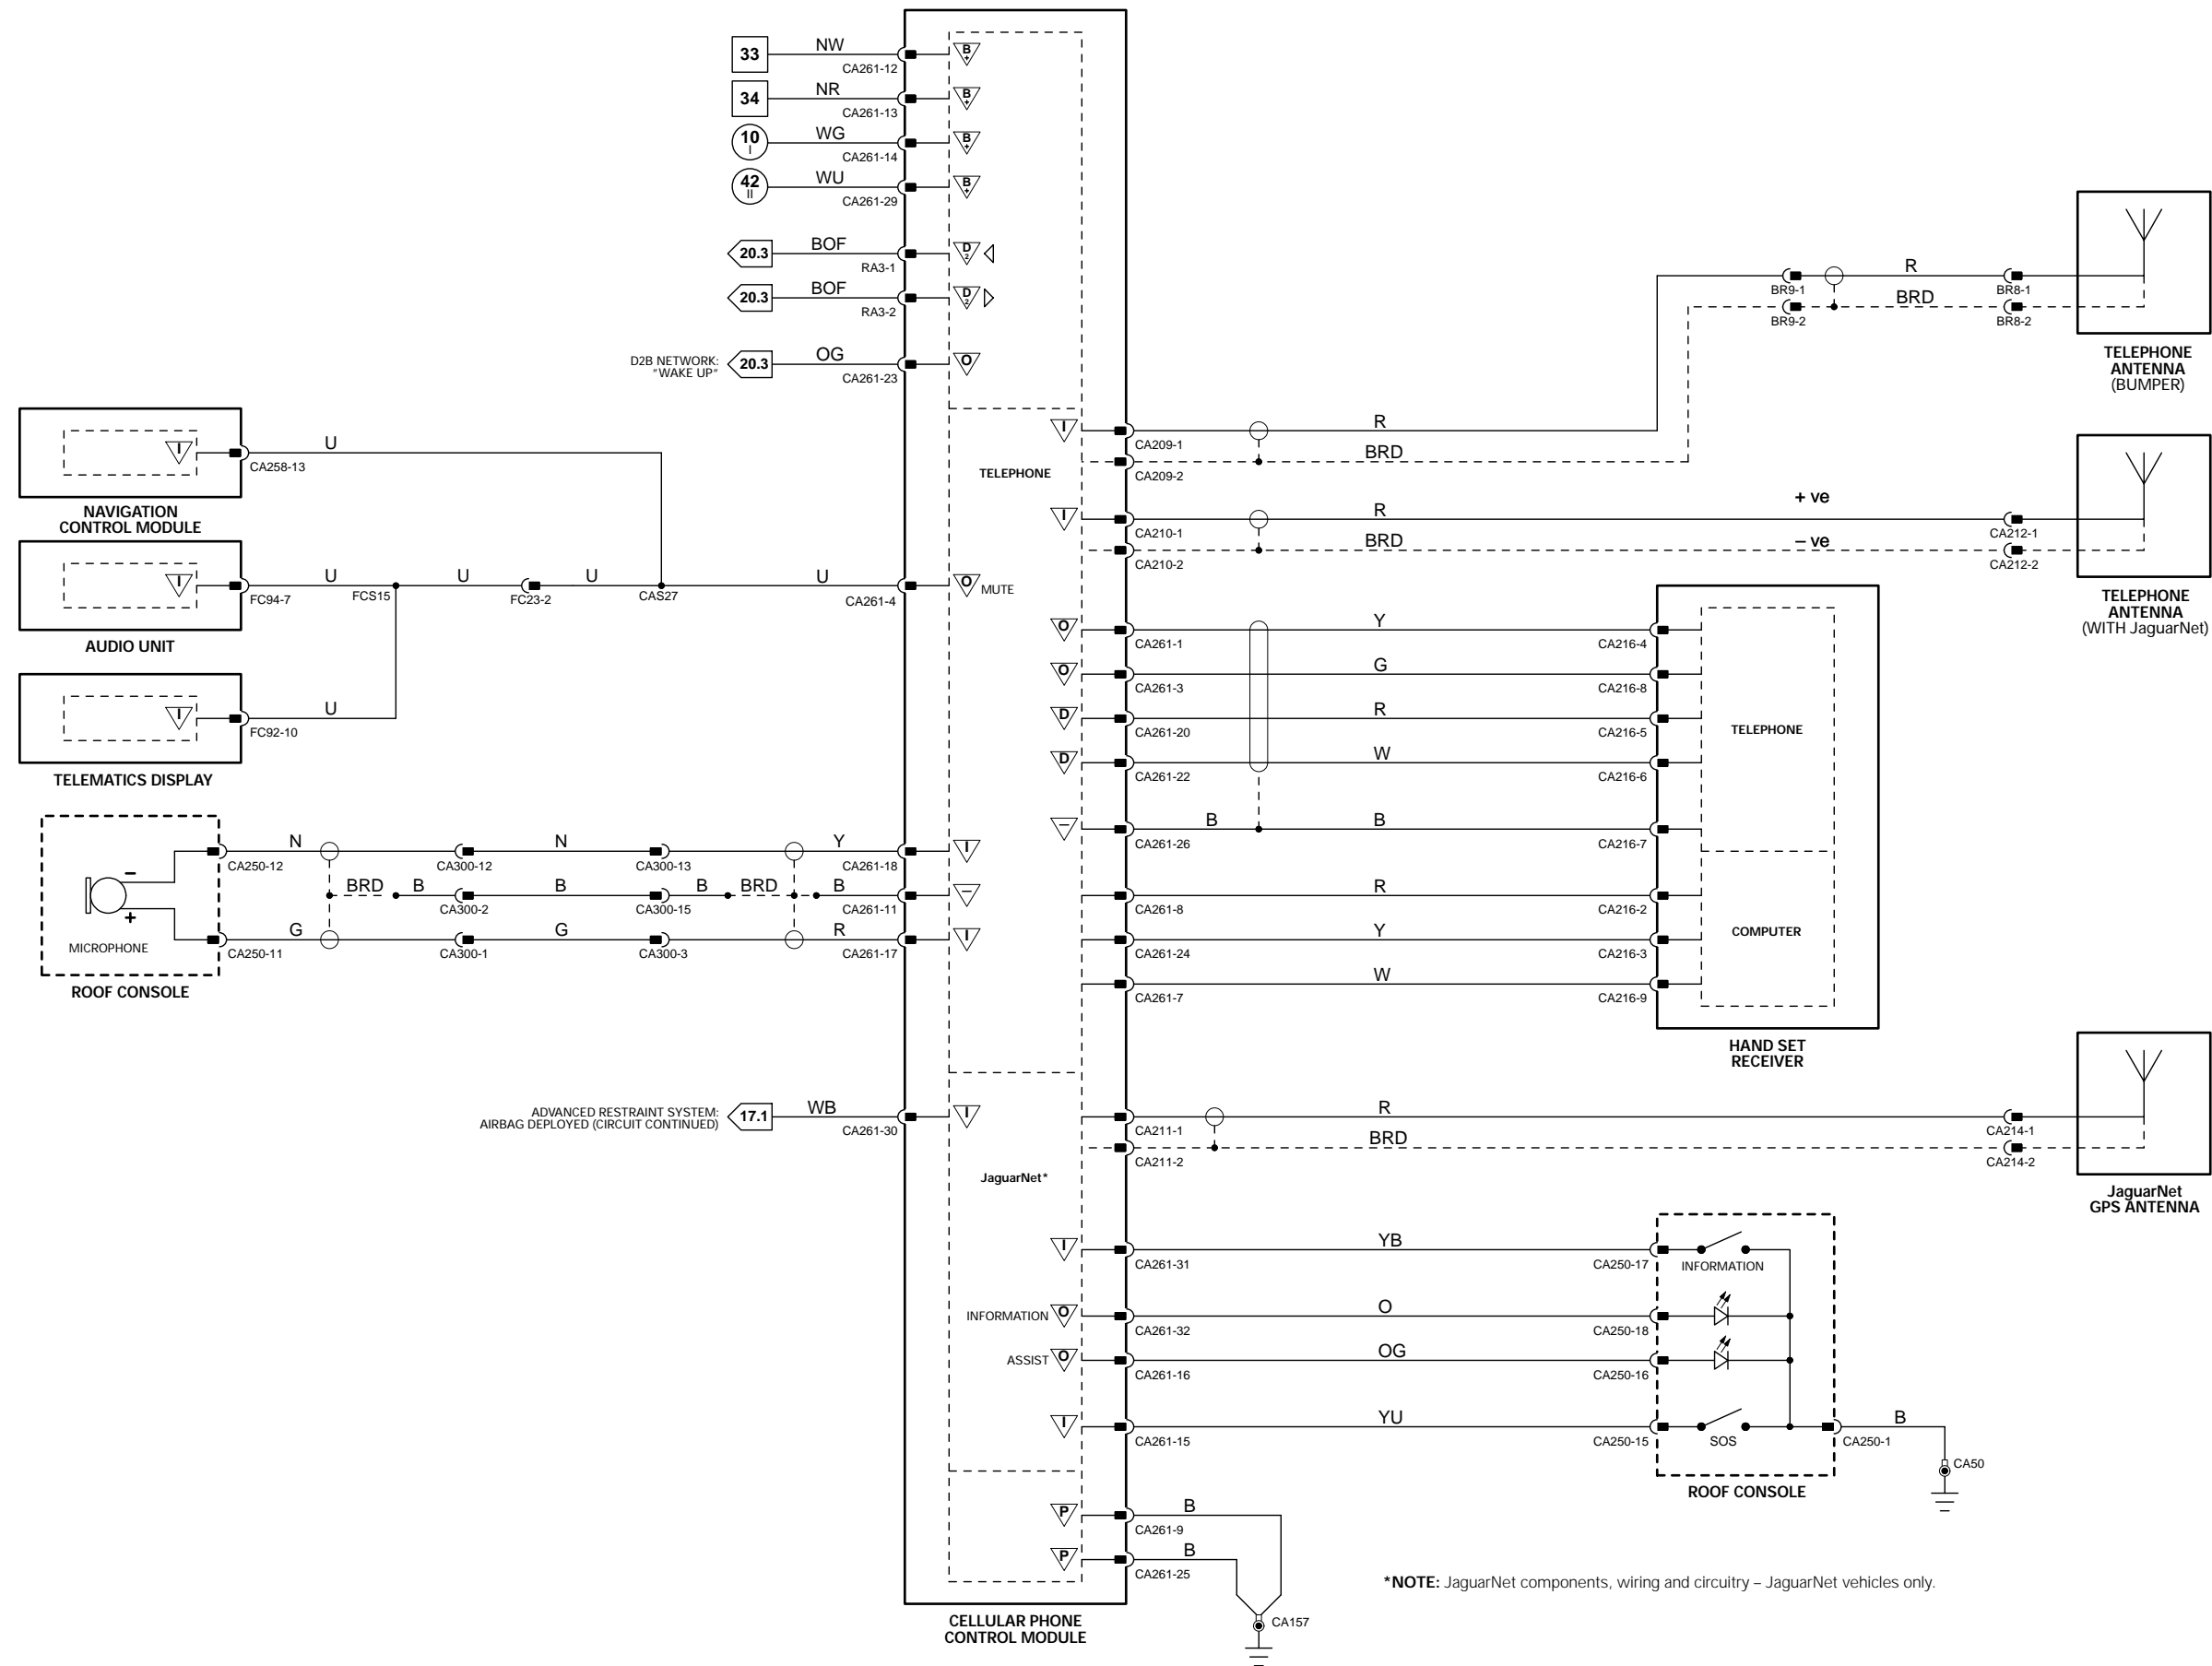 33 NW CA261-12 B+
34 NR CA261-13 B+
10 I WG CA261-14 B+
42 II WU CA261-29 B+
20.3 BOF RA3-1 D2
20.3 BOF RA3-2 D2
D2B NETWORK:
"WAKE UP"
20.3 OG CA261-23 O
I U CA258-13
NAVIGATION
CONTROL MODULE
I U FC94-7 FCS15 U FC23-2 U CAS27 U CA261-4 O MUTE
AUDIO UNIT
I U FC92-10
TELEMATICS DISPLAY
CA250-12 N CA300-12 N CA300-13 Y CA261-18 I
BRD B CA300-2 B CA300-15 B BRD B CA261-11 –
CA250-11 G CA300-1 G CA300-3 R CA261-17 I
–
+
MICROPHONE
ROOF CONSOLE
ADVANCED RESTRAINT SYSTEM:
AIRBAG DEPLOYED (CIRCUIT CONTINUED)
17.1 WB CA261-30 I
TELEPHONE
I CA209-1 R BR9-1 R BR8-1
CA209-2 BRD BR9-2 BRD BR8-2
TELEPHONE
ANTENNA
(BUMPER)
I CA210-1 R + ve CA212-1
CA210-2 BRD – ve CA212-2
TELEPHONE
ANTENNA
(WITH JaguarNet)
O CA261-1 Y CA216-4
O CA261-3 G CA216-8
D CA261-20 R CA216-5
D CA261-22 W CA216-6
– CA261-26 B B CA216-7
TELEPHONE
CA261-8 R CA216-2
CA261-24 Y CA216-3
CA261-7 W CA216-9
COMPUTER
HAND SET
RECEIVER
JaguarNet*
CA211-1 R CA214-1
CA211-2 BRD CA214-2
JaguarNet
GPS ANTENNA
I CA261-31 YB CA250-17 INFORMATION
INFORMATION O CA261-32 O CA250-18
ASSIST O CA261-16 OG CA250-16
I CA261-15 YU CA250-15 SOS CA250-1 B CA50
ROOF CONSOLE
P CA261-9 B
P CA261-25 B
CA157
CELLULAR PHONE
CONTROL MODULE
*NOTE: JaguarNet components, wiring and circuitry – JaguarNet vehicles only.